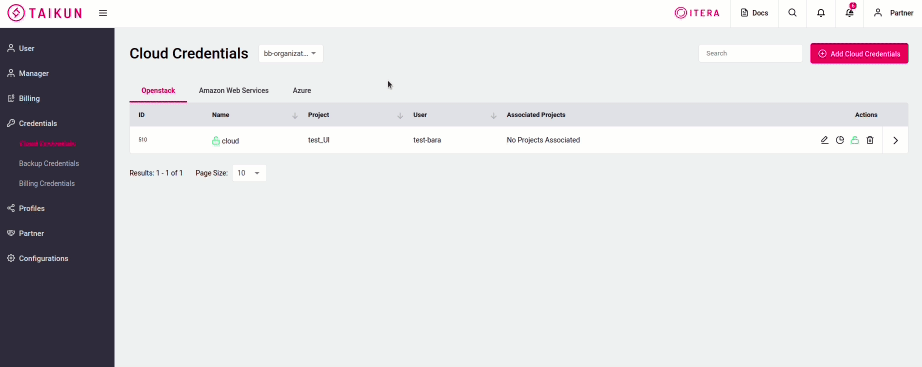 TAIKUN
ITERA
Docs
Partner
User
Manager
Billing
Credentials
Cloud Credentials
Backup Credentials
Billing Credentials
Profiles
Partner
Configurations
Cloud Credentials
bb-organizat...
Search
Add Cloud Credentials
Openstack Amazon Web Services Azure
ID Name Project User Associated Projects Actions
510 cloud test_UI test-bara No Projects Associated
Results: 1 - 1 of 1 Page Size: 10